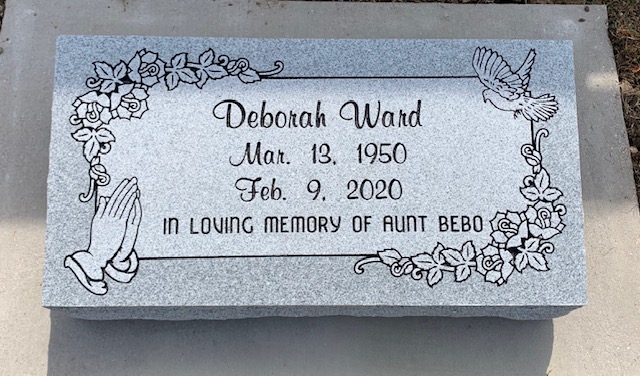 Deborah Ward
Mar. 13, 1950
Feb. 9, 2020
IN LOVING MEMORY OF AUNT BEBO